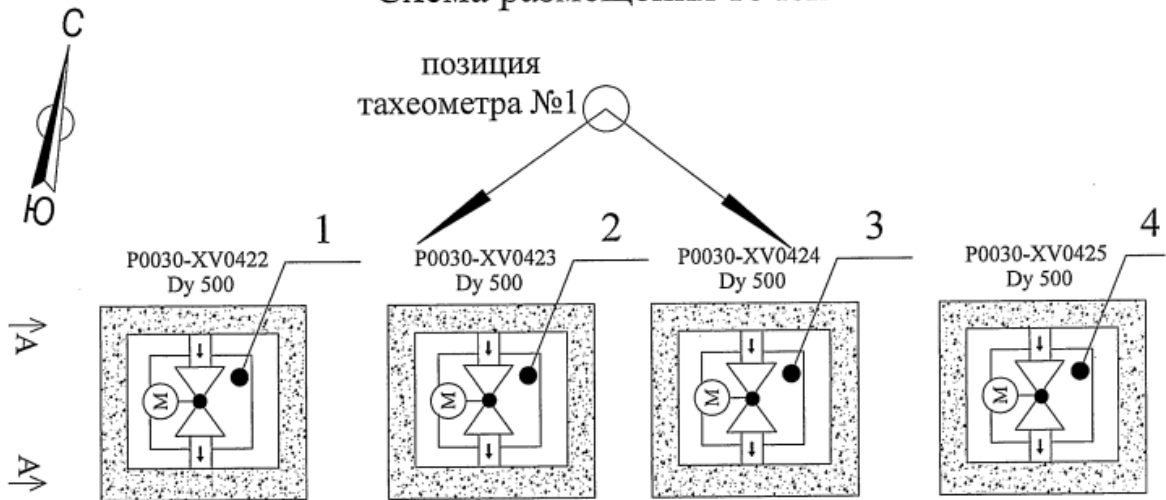 С
позиция
тахеометра №1
Ю
1
2
3
4
P0030-XV0422
Dy 500
P0030-XV0423
Dy 500
P0030-XV0424
Dy 500
P0030-XV0425
Dy 500
А
М
М
М
М
А